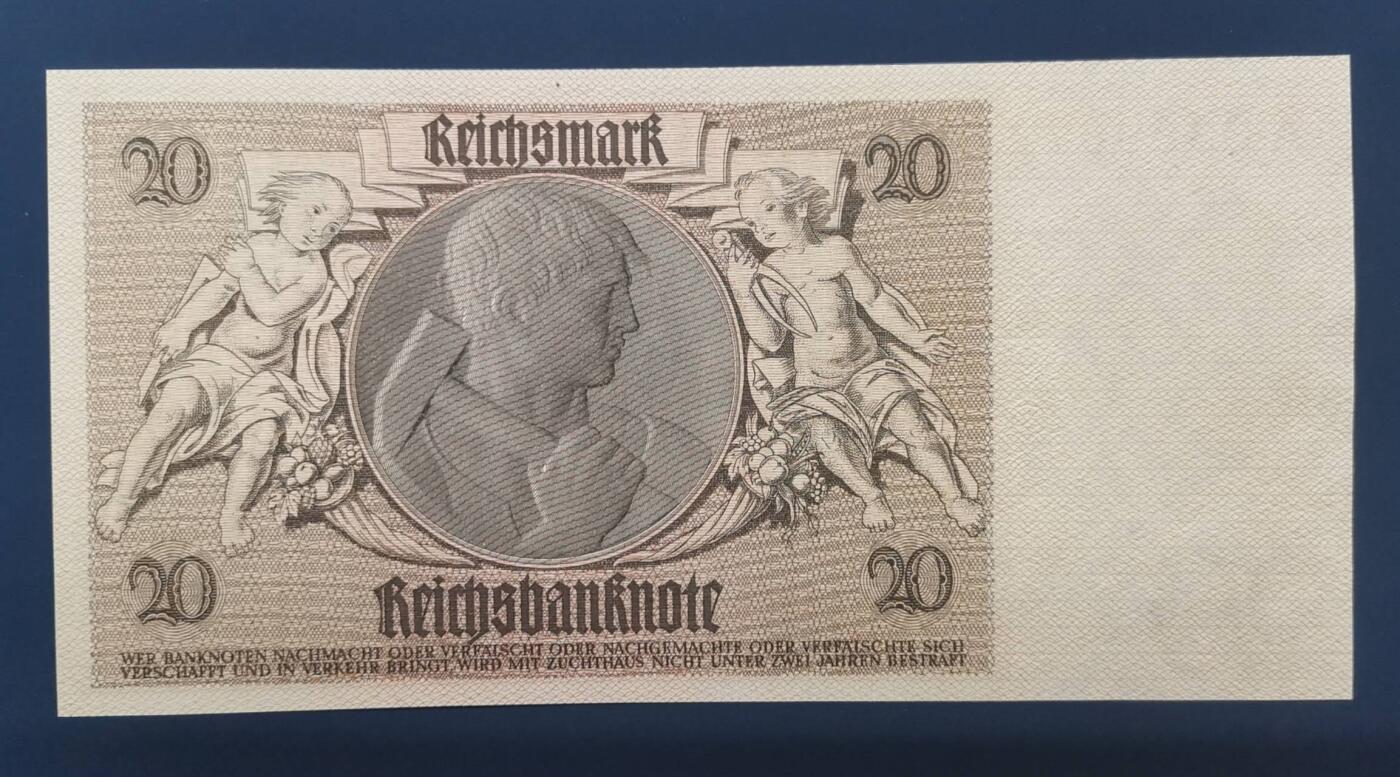 20 Reichsmark 20
20 Reichsbanknote 20
WER BANKNOTEN NACHMACHT ODER VERFÄLSCHT ODER NACHGEMACHTE ODER VERFÄLSCHTE SICH
VERSCHAFFT UND IN VERKEHR BRINGT, WIRD MIT ZUCHTHAUS NICHT UNTER ZWEI JAHREN BESTRAFT